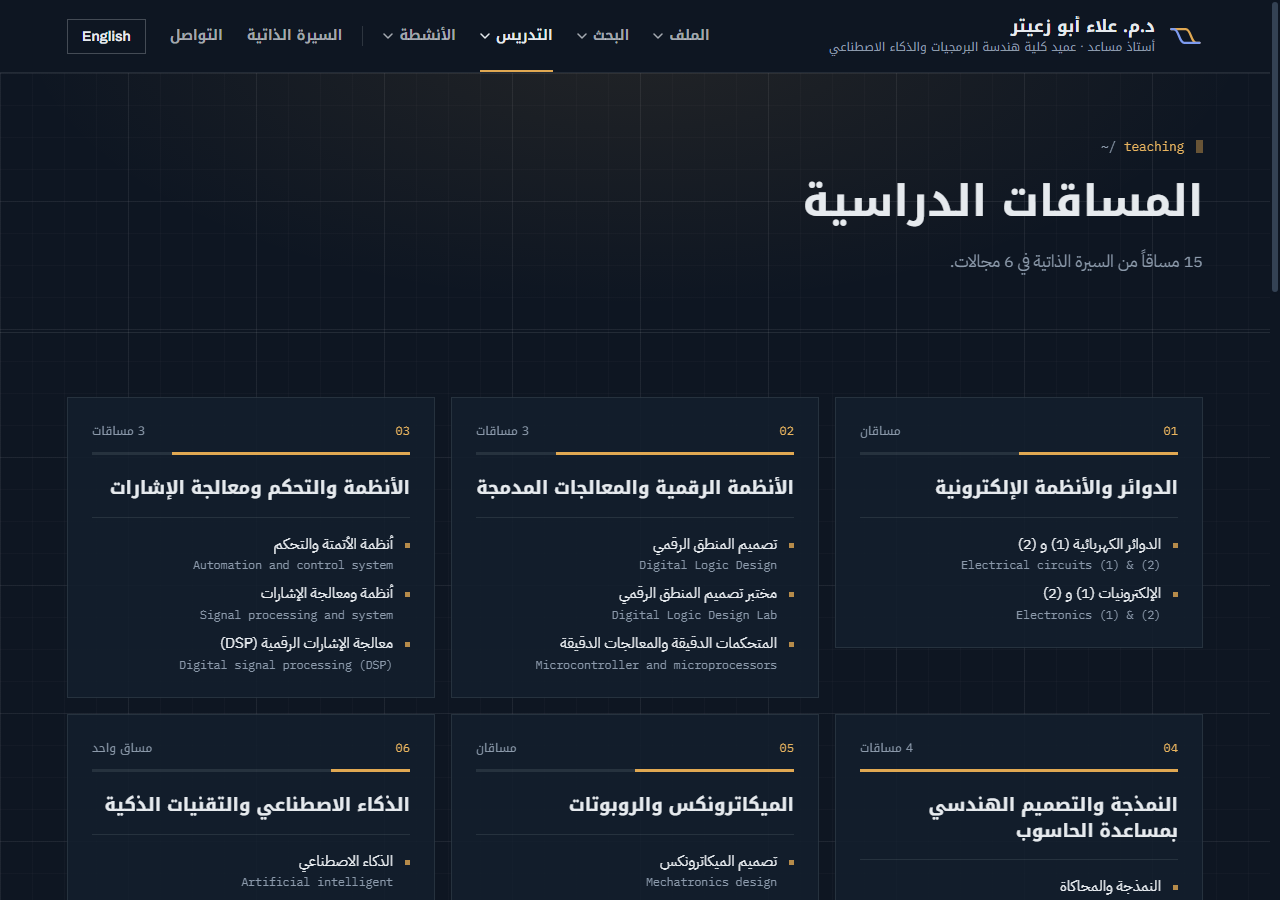 د.م. علاء أبو زعيتر
أستاذ مساعد · عميد كلية هندسة البرمجيات والذكاء الاصطناعي
الملف
البحث
التدريس
الأنشطة
السيرة الذاتية
التواصل
English
~/ teaching
المساقات الدراسية
15 مساقاً من السيرة الذاتية في 6 مجالات.
01
مساقان
الدوائر والأنظمة الإلكترونية
الدوائر الكهربائية (1) و (2)
Electrical circuits (1) & (2)
الإلكترونيات (1) و (2)
Electronics (1) & (2)
02
3 مساقات
الأنظمة الرقمية والمعالجات المدمجة
تصميم المنطق الرقمي
Digital Logic Design
مختبر تصميم المنطق الرقمي
Digital Logic Design Lab
المتحكمات الدقيقة والمعالجات الدقيقة
Microcontroller and microprocessors
03
3 مساقات
الأنظمة والتحكم ومعالجة الإشارات
أنظمة الأتمتة والتحكم
Automation and control system
أنظمة ومعالجة الإشارات
Signal processing and system
معالجة الإشارات الرقمية (DSP)
Digital signal processing (DSP)
04
4 مساقات
النمذجة والتصميم الهندسي
بمساعدة الحاسوب
النمذجة والمحاكاة
05
مساقان
الميكاترونكس والروبوتات
تصميم الميكاترونكس
Mechatronics design
06
مساق واحد
الذكاء الاصطناعي والتقنيات الذكية
الذكاء الاصطناعي
Artificial intelligent